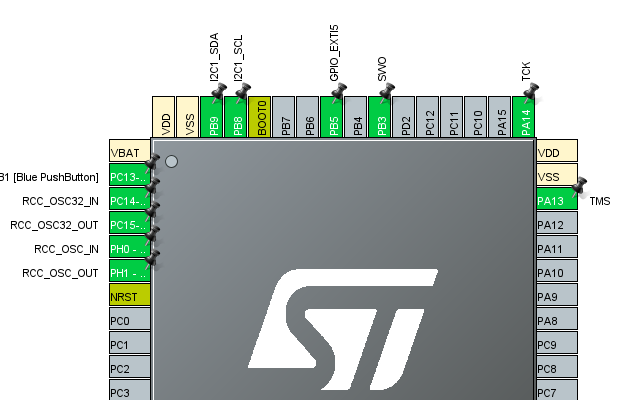 I2C1_SDA
I2C1_SCL
GPIO_EXTI5
SWO
TCK
VDD
VSS
PB9
PB8
BOOT0
PB7
PB6
PB5
PB4
PB3
PD2
PC12
PC11
PC10
PA15
PA14
VBAT
B1 [Blue PushButton]
PC13-..
RCC_OSC32_IN
PC14-..
RCC_OSC32_OUT
PC15-..
RCC_OSC_IN
PH0 - ..
RCC_OSC_OUT
PH1 - ..
NRST
PC0
PC1
PC2
PC3
VDD
VSS
PA13
TMS
PA12
PA11
PA10
PA9
PA8
PC9
PC8
PC7
ST